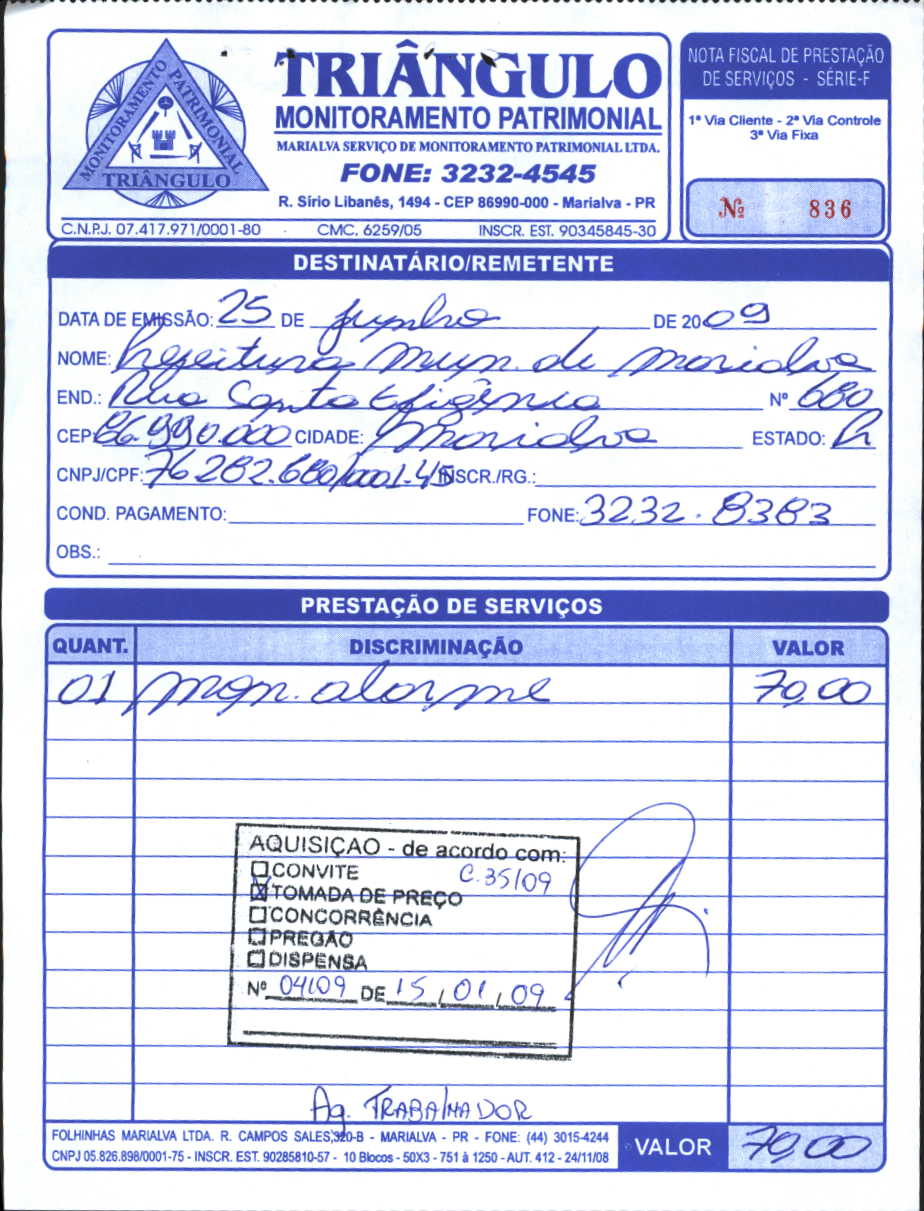 MONITORAMENTO PATRIMONIAL
TRIÂNGULO
TRIÂNGULO
MONITORAMENTO PATRIMONIAL
MARIALVA SERVIÇO DE MONITORAMENTO PATRIMONIAL LTDA.
FONE: 3232-4545
R. Sírio Libanês, 1494 - CEP 86990-000 - Marialva - PR
C.N.P.J. 07.417.971/0001-80 CMC. 6259/05 INSCR. EST. 90345845-30
NOTA FISCAL DE PRESTAÇÃO
DE SERVIÇOS - SÉRIE-F
1ª Via Cliente - 2ª Via Controle
3ª Via Fixa
Nº 836
DESTINATÁRIO/REMETENTE
DATA DE EMISSÃO: 25 DE Junho DE 2009
NOME: Prefeitura Mun. de Marialva
END.: Rua Santa Efigênia Nº 680
CEP: 86.990.000 CIDADE: Marialva ESTADO: Pr
CNPJ/CPF: 76.282.680/0001-45 INSCR./RG.:
COND. PAGAMENTO: FONE: 3232.8383
OBS.:
PRESTAÇÃO DE SERVIÇOS
QUANT. DISCRIMINAÇÃO VALOR
01 mon. alarme 70,00
AQUISIÇAO - de acordo com:
CONVITE C.35/09
TOMADA DE PREÇO
CONCORRÊNCIA
PREGÃO
DISPENSA
Nº 04/09 DE 15/01/09
Ag. TRABALHADOR
FOLHINHAS MARIALVA LTDA. R. CAMPOS SALES,320-B - MARIALVA - PR - FONE: (44) 3015-4244
CNPJ 05.826.898/0001-75 - INSCR. EST. 90285810-57 - 10 Blocos - 50X3 - 751 à 1250 - AUT. 412 - 24/11/08
VALOR 70,00